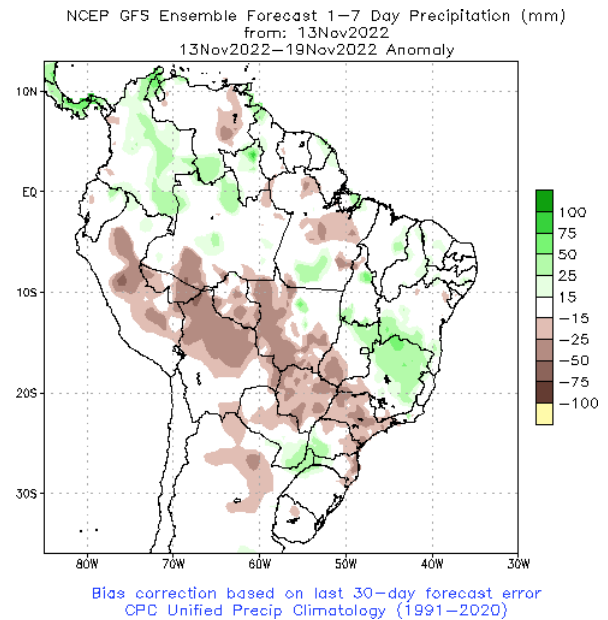 NCEP GFS Ensemble Forecast 1-7 Day Precipitation (mm)
from: 13Nov2022
13Nov2022-19Nov2022 Anomaly
10N
EQ
10S
20S
30S
80W
70W
60W
50W
40W
30W
100
75
50
25
15
-15
-25
-50
-75
-100
Bias correction based on last 30-day forecast error
CPC Unified Precip Climatology (1991-2020)